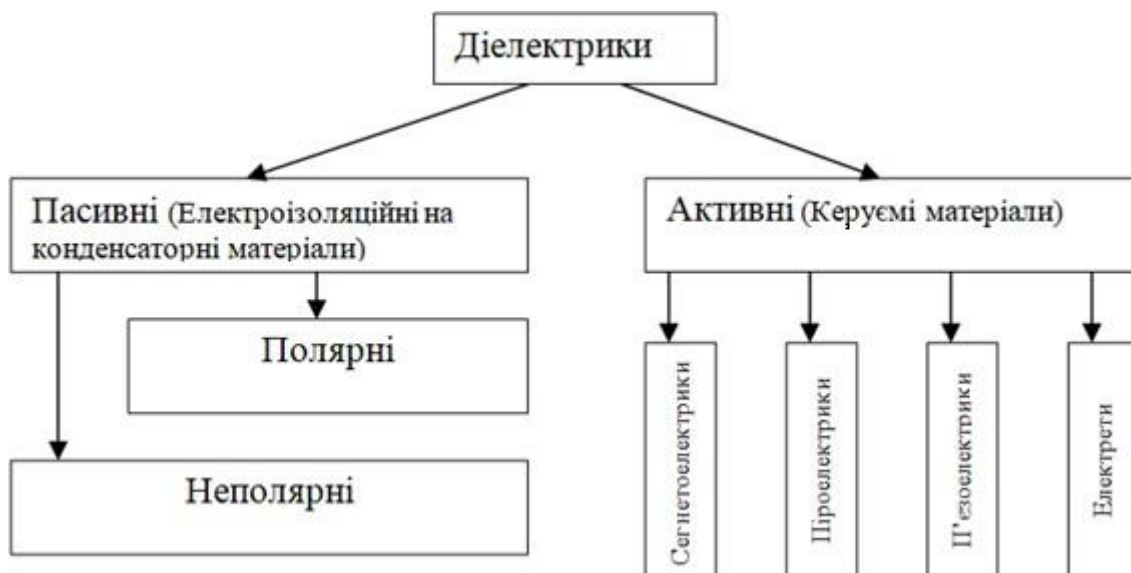 Діелектрики
Пасивні (Електроізоляційні на
конденсаторні матеріали)
Активні (Керуємі матеріали)
Полярні
Неполярні
Сегнетоелектрики
Піроелектрики
П'єзоелектрики
Електрети